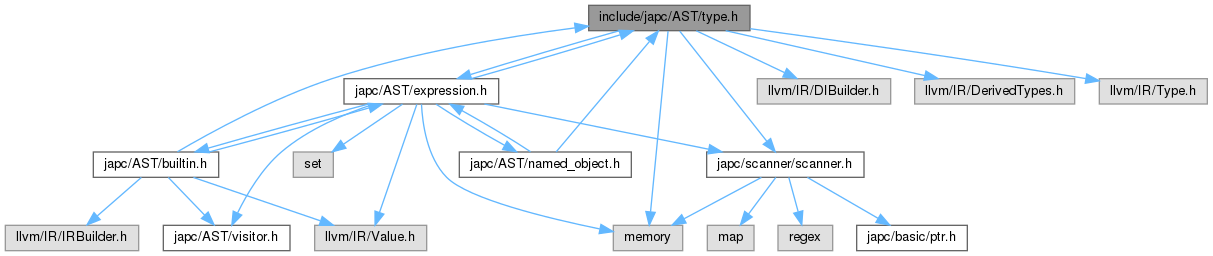 include/japc/AST/type.h
japc/AST/expression.h
llvm/IR/DIBuilder.h
llvm/IR/DerivedTypes.h
llvm/IR/Type.h
japc/AST/builtin.h
set
japc/AST/named_object.h
japc/scanner/scanner.h
llvm/IR/IRBuilder.h
japc/AST/visitor.h
llvm/IR/Value.h
memory
map
regex
japc/basic/ptr.h